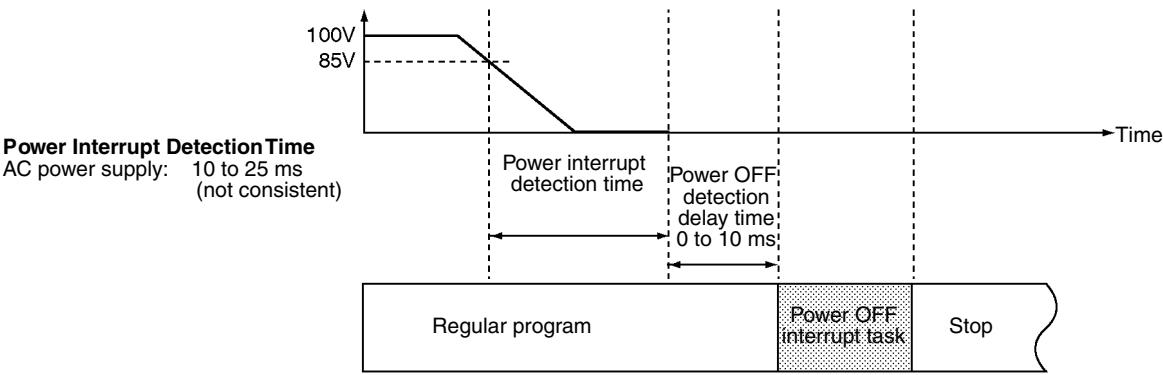 100V
85V
Time
Power Interrupt Detection Time
AC power supply: 10 to 25 ms
(not consistent)
Power interrupt
detection time
Power OFF
detection
delay time
0 to 10 ms
Regular program
Power OFF
interrupt task
Stop